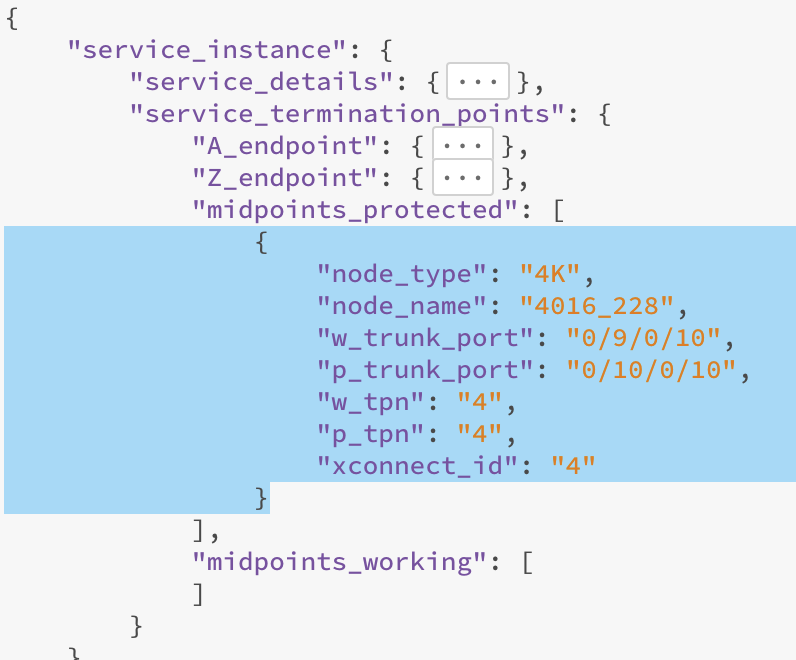 {
"service_instance": {
"service_details": {...},
"service_termination_points": {
"A_endpoint": {...},
"Z_endpoint": {...},
"midpoints_protected": [
{
"node_type": "4K",
"node_name": "4016_228",
"w_trunk_port": "0/9/0/10",
"p_trunk_port": "0/10/0/10",
"w_tpn": "4",
"p_tpn": "4",
"xconnect_id": "4"
}
],
"midpoints_working": [
]
}
}